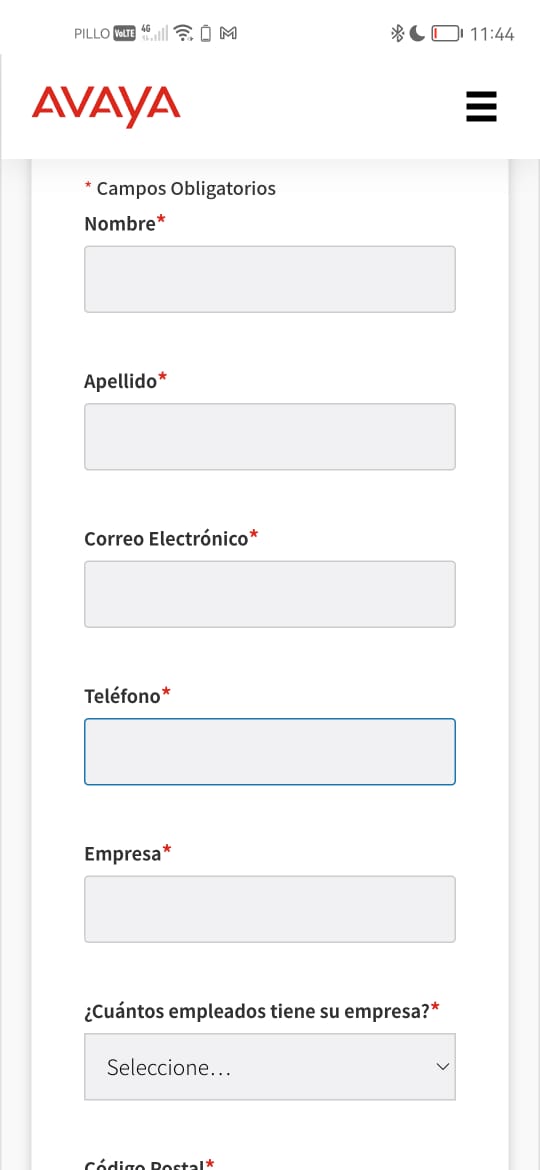 PILLO VoLTE 4G 11:44
AVAYA
* Campos Obligatorios
Nombre*
Apellido*
Correo Electrónico*
Teléfono*
Empresa*
¿Cuántos empleados tiene su empresa?*
Seleccione...
Código Postal*